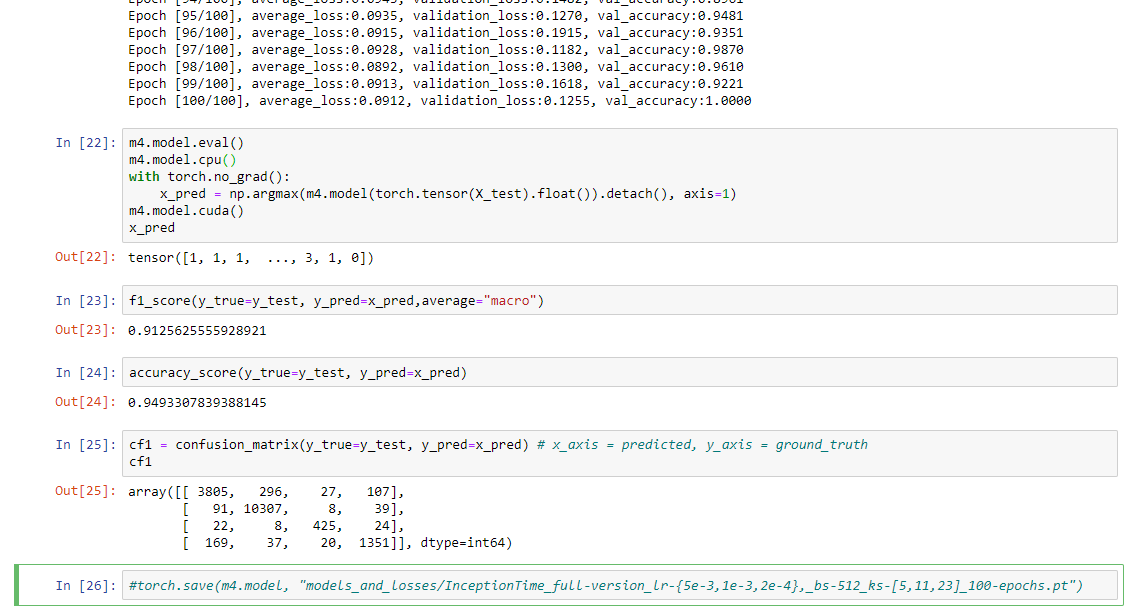 Epoch [94/100], average_loss:0.0945, validation_loss:0.1482, val_accuracy:0.8961
Epoch [95/100], average_loss:0.0935, validation_loss:0.1270, val_accuracy:0.9481
Epoch [96/100], average_loss:0.0915, validation_loss:0.1915, val_accuracy:0.9351
Epoch [97/100], average_loss:0.0928, validation_loss:0.1182, val_accuracy:0.9870
Epoch [98/100], average_loss:0.0892, validation_loss:0.1300, val_accuracy:0.9610
Epoch [99/100], average_loss:0.0913, validation_loss:0.1618, val_accuracy:0.9221
Epoch [100/100], average_loss:0.0912, validation_loss:0.1255, val_accuracy:1.0000
In [22]: m4.model.eval()
m4.model.cpu()
with torch.no_grad():
    x_pred = np.argmax(m4.model(torch.tensor(X_test).float()).detach(), axis=1)
m4.model.cuda()
x_pred
Out[22]: tensor([1, 1, 1,  ..., 3, 1, 0])
In [23]: f1_score(y_true=y_test, y_pred=x_pred,average="macro")
Out[23]: 0.9125625555928921
In [24]: accuracy_score(y_true=y_test, y_pred=x_pred)
Out[24]: 0.9493307839388145
In [25]: cf1 = confusion_matrix(y_true=y_test, y_pred=x_pred) # x_axis = predicted, y_axis = ground_truth
cf1
Out[25]: array([[ 3805,   296,    27,   107],
[   91, 10307,     8,    39],
[   22,     8,   425,    24],
[  169,    37,    20,  1351]], dtype=int64)
In [26]: #torch.save(m4.model, "models_and_losses/InceptionTime_full-version_lr-{5e-3,1e-3,2e-4},_bs-512_ks-[5,11,23]_100-epochs.pt")